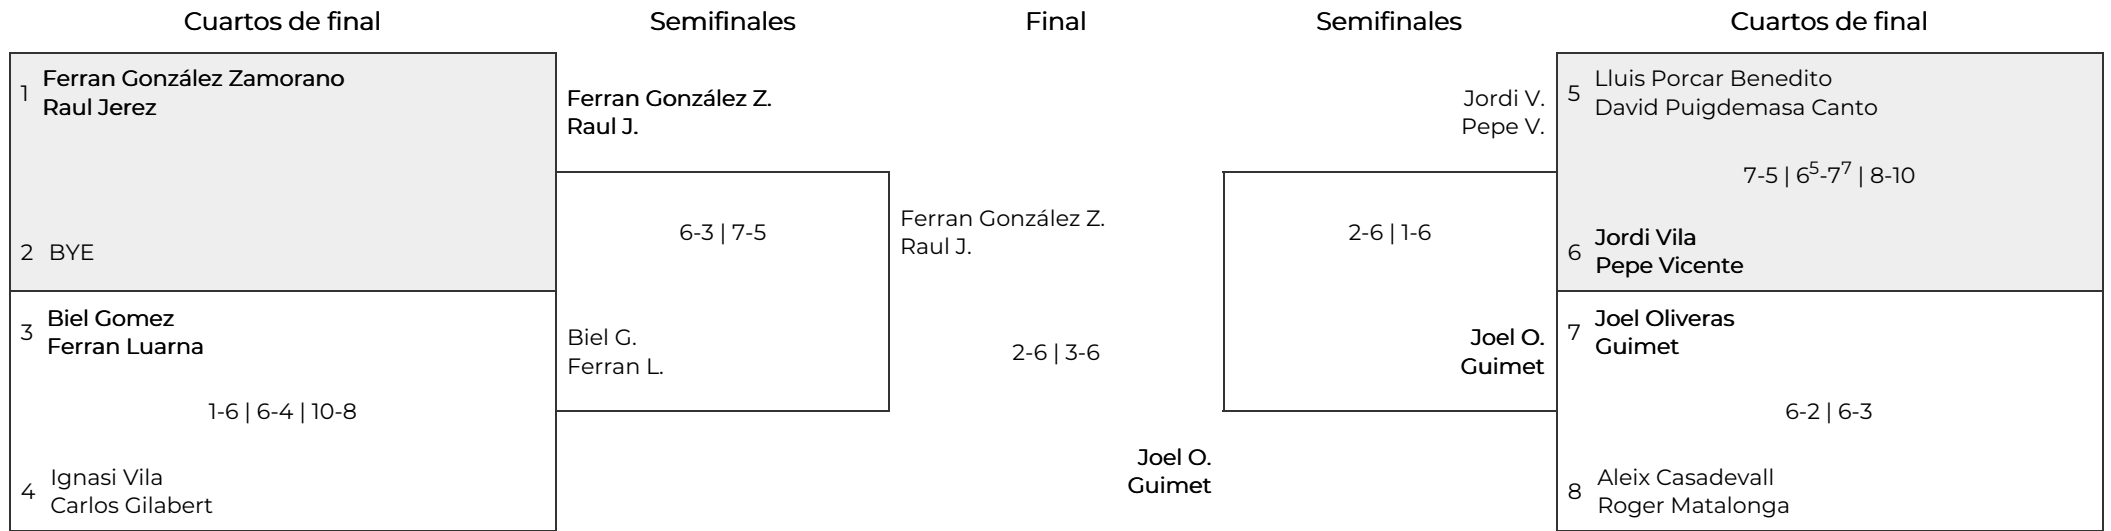 Cuartos de final
Semifinales
Final
Semifinales
Cuartos de final
1
Ferran González Zamorano
Raul Jerez
2 BYE
3
Biel Gomez
Ferran Luarna
1-6 | 6-4 | 10-8
4
Ignasi Vila
Carlos Gilabert
Ferran González Z.
Raul J.
6-3 | 7-5
Biel G.
Ferran L.
Ferran González Z.
Raul J.
2-6 | 3-6
Joel O.
Guimet
Jordi V.
Pepe V.
2-6 | 1-6
Joel O.
Guimet
5
Lluis Porcar Benedito
David Puigdemasa Canto
7-5 | 6⁵-7⁷ | 8-10
6
Jordi Vila
Pepe Vicente
7
Joel Oliveras
Guimet
6-2 | 6-3
8
Aleix Casadevall
Roger Matalonga